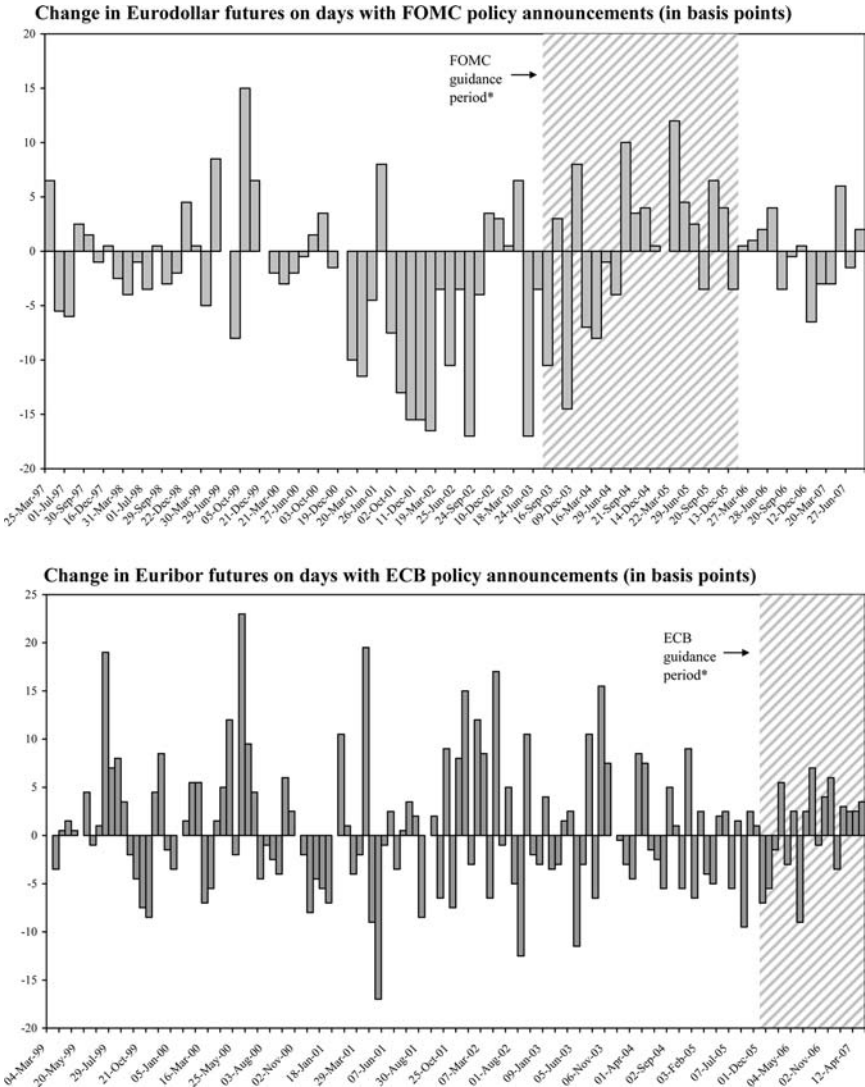 Change in Eurodollar futures on days with FOMC policy announcements (in basis points)
20
15
10
5
0
-5
-10
-15
-20
FOMC
guidance
period*
25-Mar-97
01-Jul-97
30-Sep-97
16-Dec-97
31-Mar-98
01-Jul-98
29-Sep-98
22-Dec-98
30-Mar-99
29-Jun-99
05-Oct-99
21-Dec-99
21-Mar-00
27-Jun-00
03-Oct-00
19-Dec-00
20-Mar-01
26-Jun-01
02-Oct-01
11-Dec-01
19-Mar-02
25-Jun-02
24-Sep-02
10-Dec-02
18-Mar-03
24-Jun-03
16-Sep-03
09-Dec-03
16-Mar-04
29-Jun-04
21-Sep-04
14-Dec-04
22-Mar-05
29-Jun-05
20-Sep-05
13-Dec-05
27-Mar-06
28-Jun-06
20-Sep-06
12-Dec-06
20-Mar-07
27-Jun-07
Change in Euribor futures on days with ECB policy announcements (in basis points)
25
20
15
10
5
0
-5
-10
-15
-20
ECB
guidance
period*
04-Mar-99
20-May-99
29-Jul-99
21-Oct-99
05-Jan-00
16-Mar-00
25-May-00
03-Aug-00
02-Nov-00
18-Jan-01
29-Mar-01
07-Jun-01
30-Aug-01
25-Oct-01
07-Mar-02
01-Aug-02
09-Jan-03
05-Jun-03
06-Nov-03
01-Apr-04
02-Sep-04
03-Feb-05
07-Jul-05
01-Dec-05
04-May-06
02-Nov-06
12-Apr-07